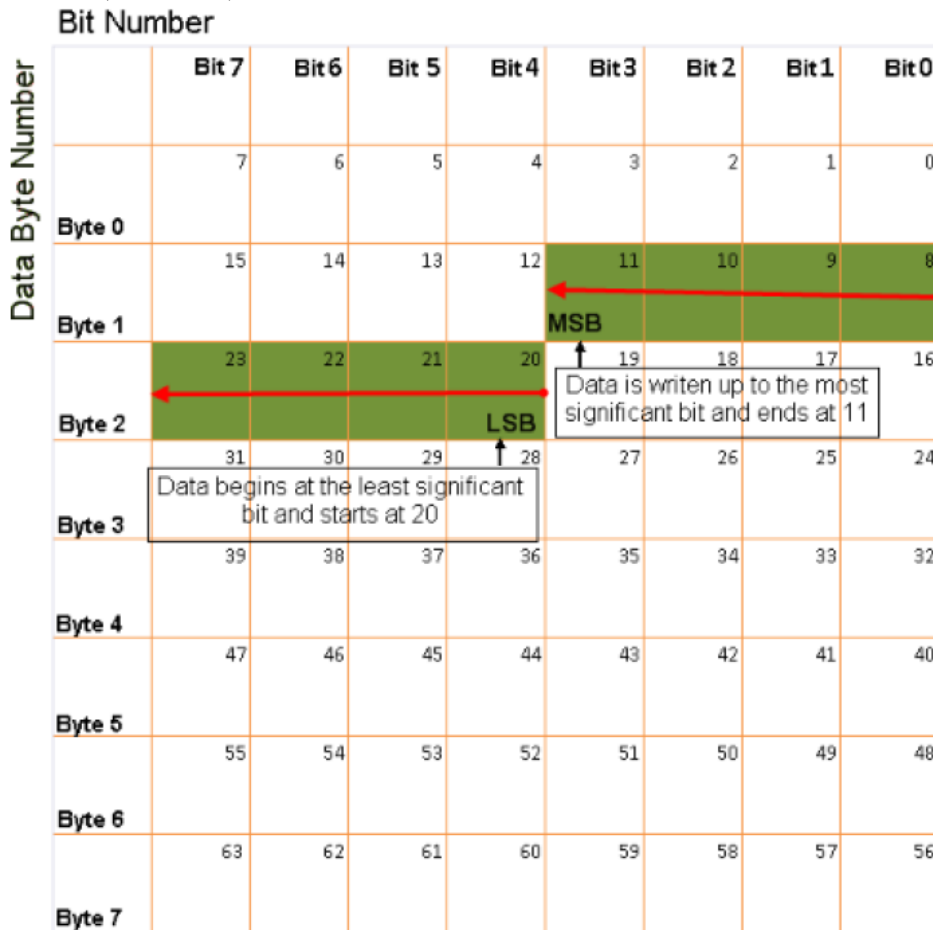 Bit Number
Data Byte Number
Bit 7 Bit 6 Bit 5 Bit 4 Bit 3 Bit 2 Bit 1 Bit 0
7 6 5 4 3 2 1 0
Byte 0
15 14 13 12 11 10 9 8
Byte 1
MSB
23 22 21 20 19 18 17 16
Data is writen up to the most
significant bit and ends at 11
Byte 2
LSB
31 30 29 28 27 26 25 24
Data begins at the least significant
bit and starts at 20
Byte 3
39 38 37 36 35 34 33 32
Byte 4
47 46 45 44 43 42 41 40
Byte 5
55 54 53 52 51 50 49 48
Byte 6
63 62 61 60 59 58 57 56
Byte 7